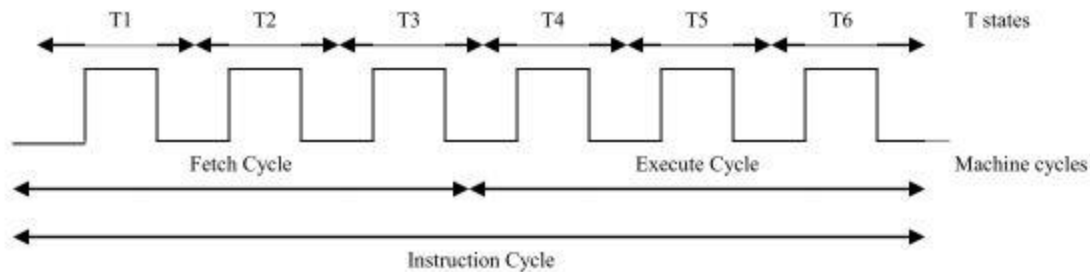 T1 T2 T3 T4 T5 T6 T states
Fetch Cycle Execute Cycle Machine cycles
Instruction Cycle